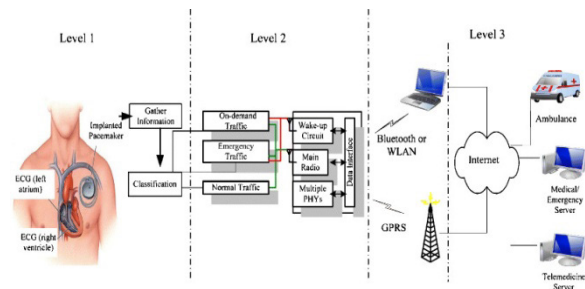 Level 1
Level 2
Level 3
Implanted
Pacemaker
ECG (left
atrium)
ECG (right
ventricle)
Gather
Information
Classification
On-demand
Traffic
Emergency
Traffic
Normal Traffic
Wake-up
Circuit
Main
Radio
Multiple
PHYs
Data Interface
Bluetooth or
WLAN
GPRS
Internet
Ambulance
Medical/
Emergency
Server
Telemedicine
Server